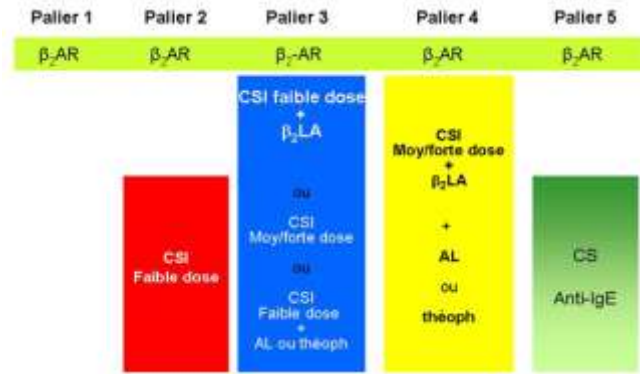 Palier 1 Palier 2 Palier 3 Palier 4 Palier 5
β₂AR β₂AR β₂-AR β₂AR β₂AR
CSI
Faible dose
CSI faible dose
+
β₂LA
ou
CSI
Moy/forte dose
ou
CSI
Faible dose
+
AL ou théoph
CSI
Moy/forte dose
+
β₂LA
+
AL
ou
théoph
CS
Anti-IgE